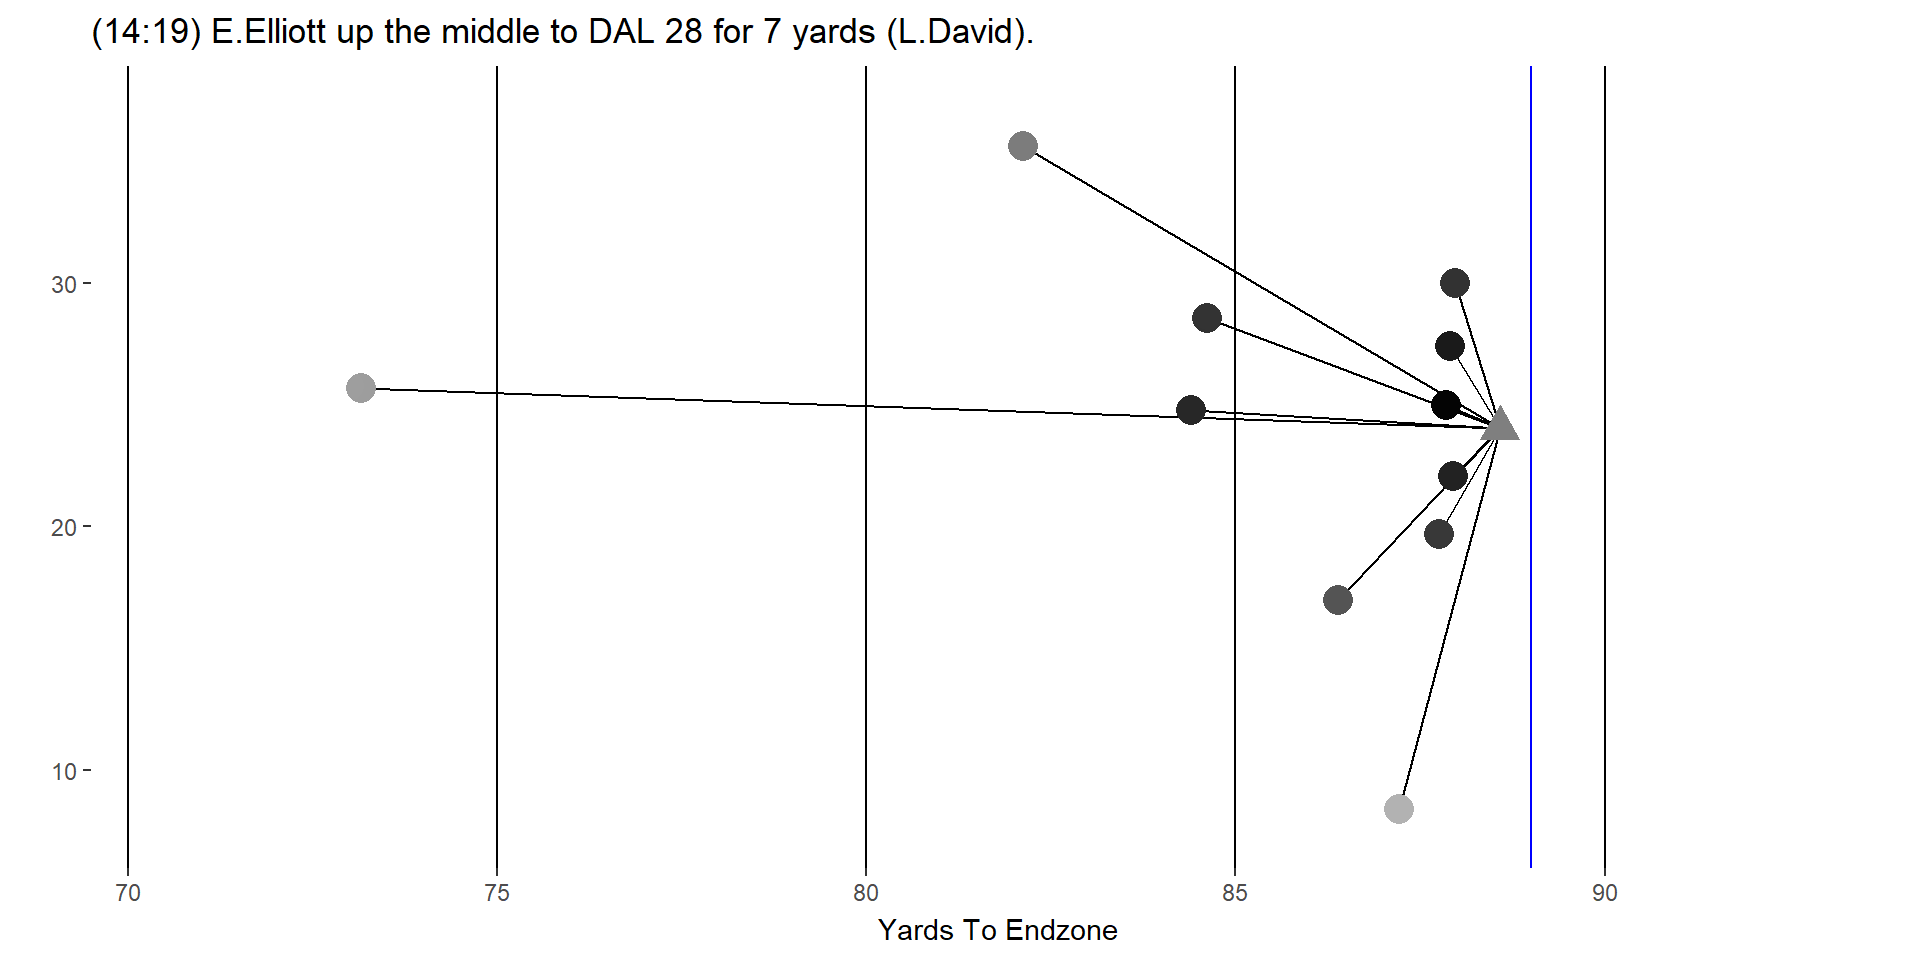 (14:19) E.Elliott up the middle to DAL 28 for 7 yards (L.David).
30
20
10
70 75 80 85 90
Yards To Endzone